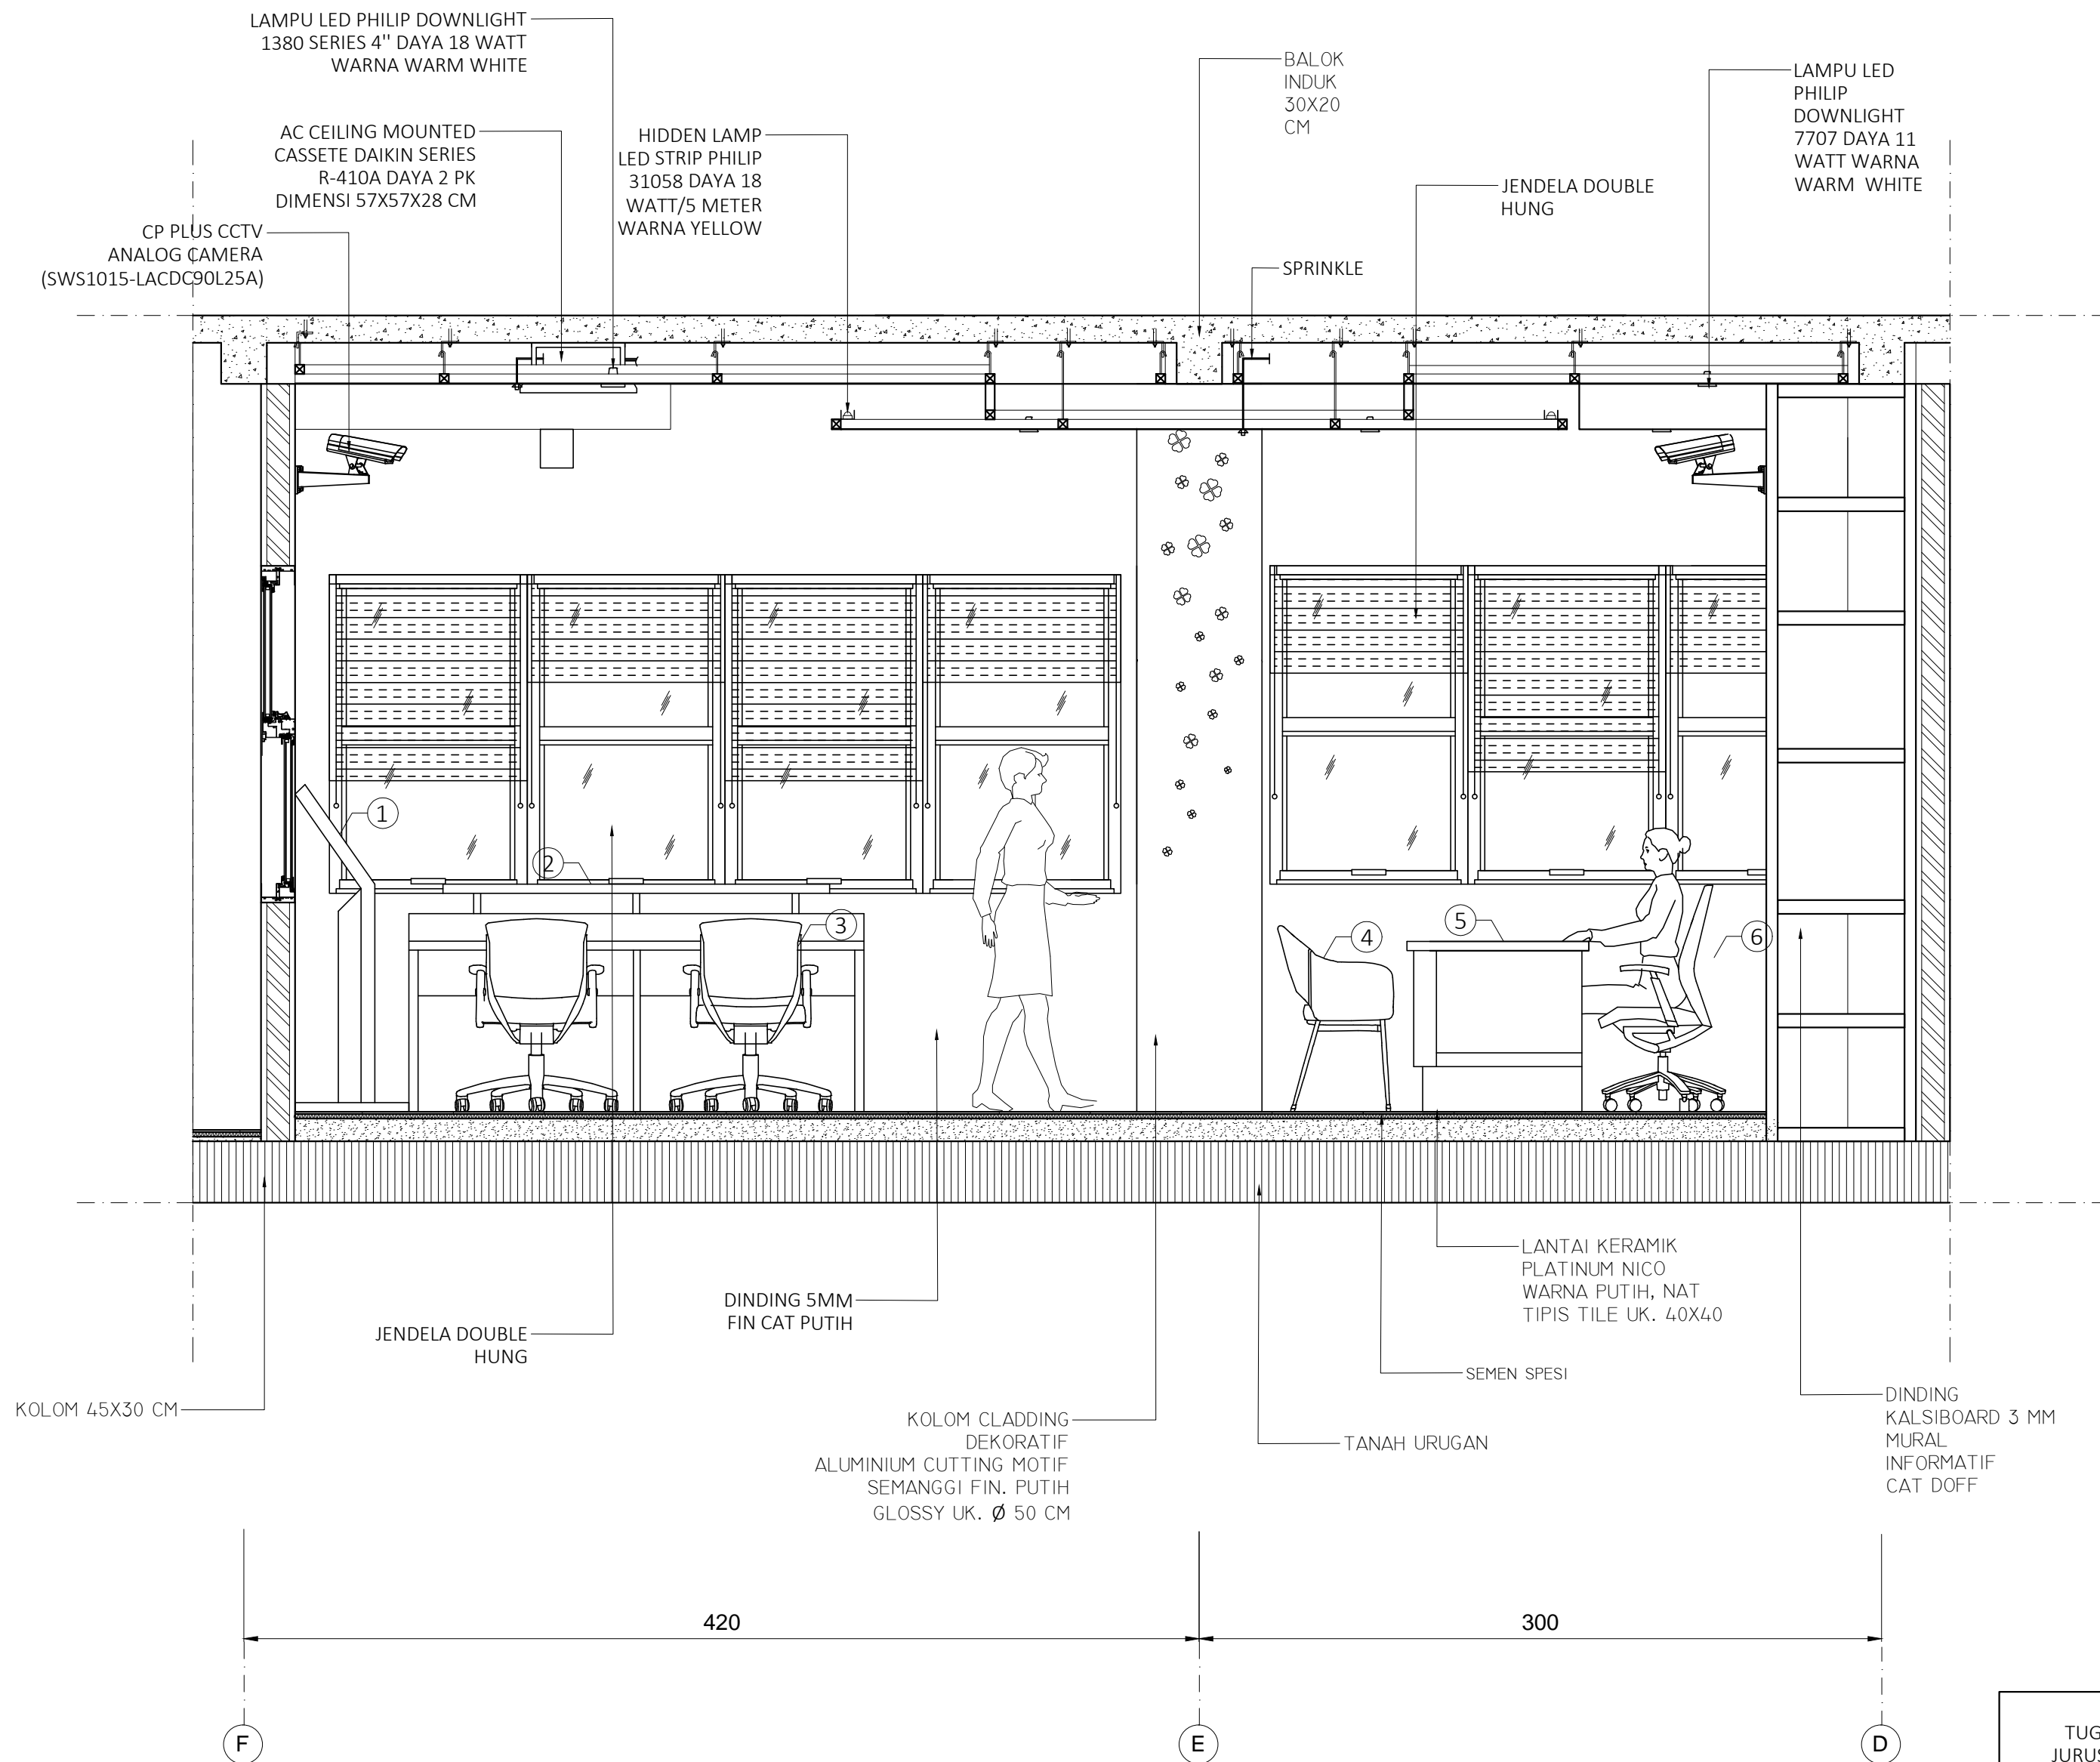 LAMPU LED PHILIP DOWNLIGHT
1380 SERIES 4" DAYA 18 WATT
WARNA WARM WHITE
BALOK
INDUK
30X20
CM
LAMPU LED
PHILIP
DOWNLIGHT
7707 DAYA 11
WATT WARNA
WARM WHITE
AC CEILING MOUNTED
CASSETE DAIKIN SERIES
R-410A DAYA 2 PK
DIMENSI 57X57X28 CM
HIDDEN LAMP
LED STRIP PHILIP
31058 DAYA 18
WATT/5 METER
WARNA YELLOW
JENDELA DOUBLE
HUNG
CP PLUS CCTV
ANALOG CAMERA
(SWS1015-LACDC90L25A)
SPRINKLE
1
2
3
4
5
6
LANTAI KERAMIK
PLATINUM NICO
WARNA PUTIH, NAT
TIPIS TILE UK. 40X40
DINDING 5MM
FIN CAT PUTIH
JENDELA DOUBLE
HUNG
SEMEN SPESI
KOLOM 45X30 CM
KOLOM CLADDING
DEKORATIF
ALUMINIUM CUTTING MOTIF
SEMANGGI FIN. PUTIH
GLOSSY UK. Ø 50 CM
TANAH URUGAN
DINDING
KALSIBOARD 3 MM
MURAL
INFORMATIF
CAT DOFF
420
300
F
E
D
TUG
JURUS